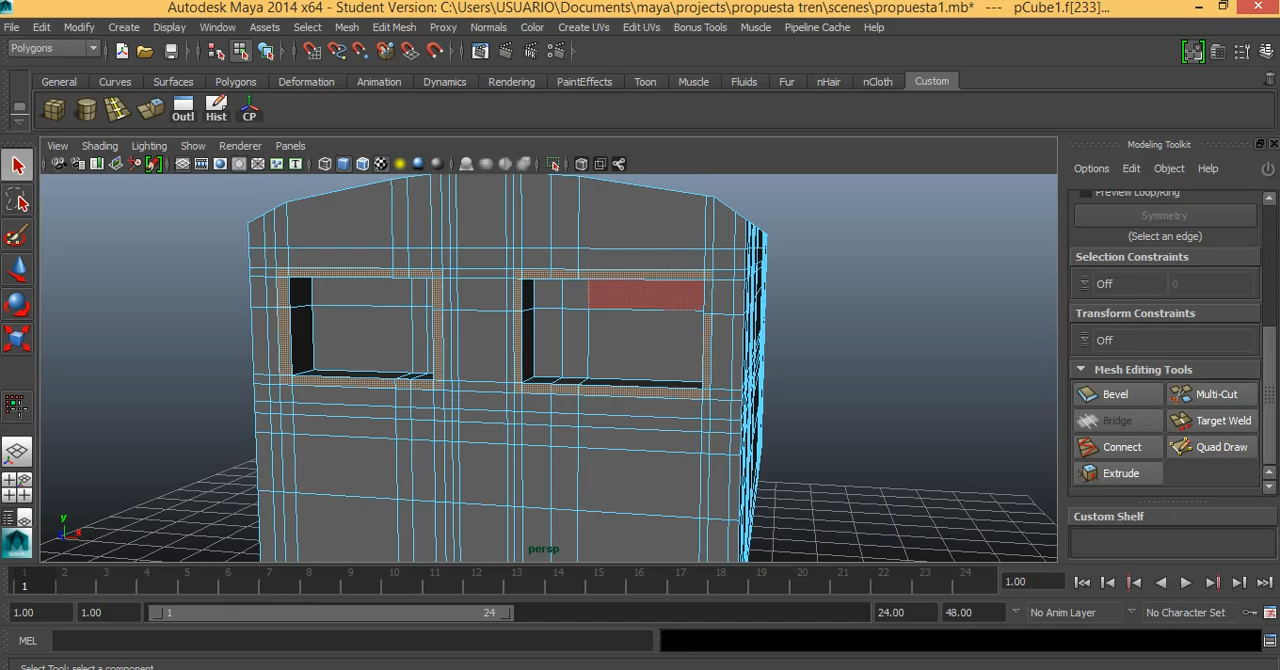 Autodesk Maya 2014 x64 - Student Version: C:\Users\USUARIO\Documents\maya\projects\propuesta tren\scenes\propuesta1.mb* --- pCube1.f[233]...
File Edit Modify Create Display Window Assets Select Mesh Edit Mesh Proxy Normals Color Create UVs Edit UVs Bonus Tools Muscle Pipeline Cache Help
Polygons
General Curves Surfaces Polygons Deformation Animation Dynamics Rendering PaintEffects Toon Muscle Fluids Fur nHair nCloth Custom
Outl Hist CP
View Shading Lighting Show Renderer Panels
Modeling Toolkit
Options Edit Object Help
Preview Loop/Ring
Symmetry
(Select an edge)
Selection Constraints
Off 0
Transform Constraints
Off
Mesh Editing Tools
Bevel Multi-Cut
Bridge Target Weld
Connect Quad Draw
Extrude
Custom Shelf
y
x
persp
MAYA
1 2 3 4 5 6 7 8 9 10 11 12 13 14 15 16 17 18 19 20 21 22 23 24
1
1.00
1.00 1.00 1 24 24.00 48.00 No Anim Layer No Character Set
MEL
Select Tool: select a component